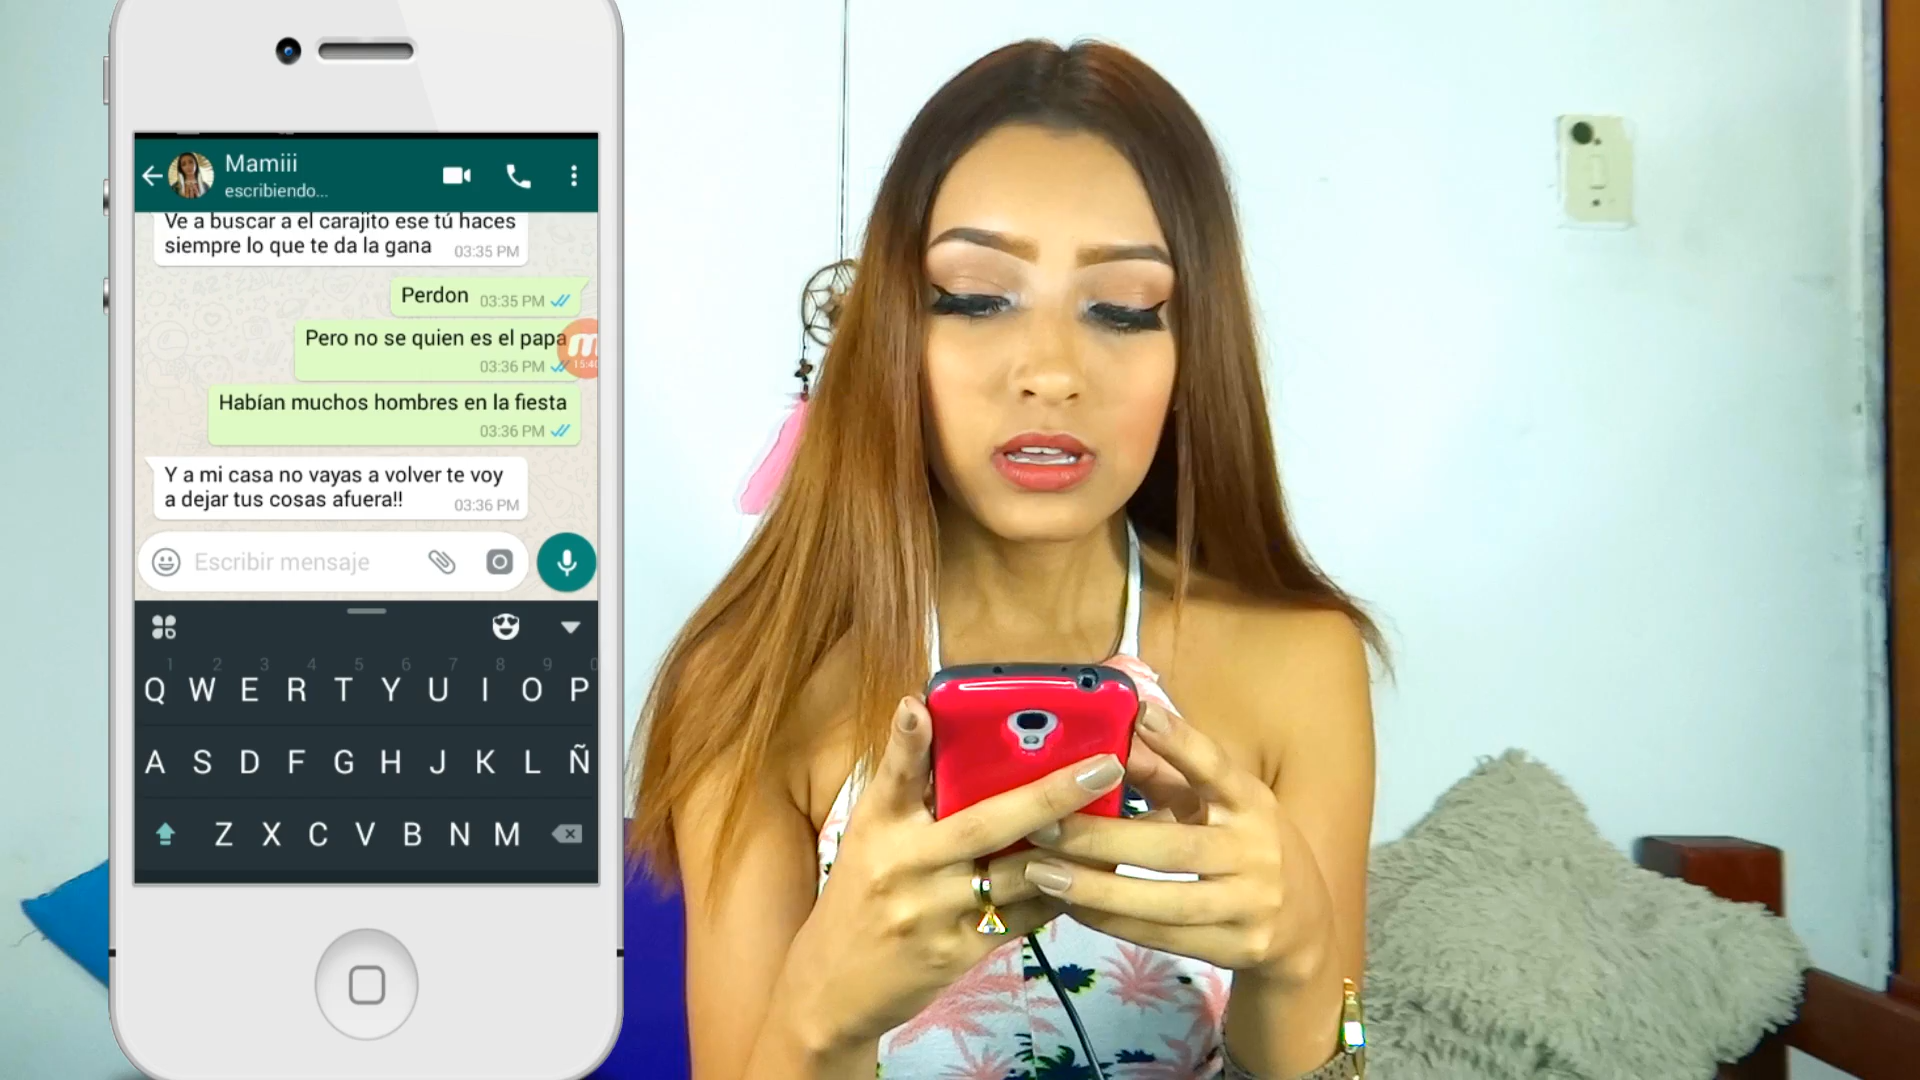 Mamiii
escribiendo...
Ve a buscar a el carajito ese tú haces
siempre lo que te da la gana 03:35 PM
Perdon 03:35 PM
Pero no se quien es el papa
03:36 PM
15:40
Habían muchos hombres en la fiesta
03:36 PM
Y a mi casa no vayas a volver te voy
a dejar tus cosas afuera!! 03:36 PM
Escribir mensaje
1 2 3 4 5 6 7 8 9 0
Q W E R T Y U I O P
A S D F G H J K L Ñ
Z X C V B N M